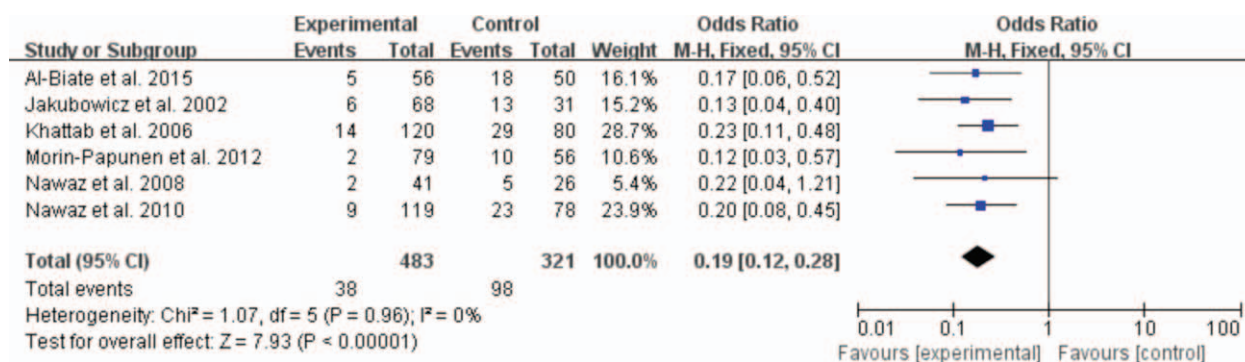 Experimental Control Odds Ratio Odds Ratio
Study or Subgroup Events Total Events Total Weight M-H, Fixed, 95% CI M-H, Fixed, 95% CI
Al-Biate et al. 2015 5 56 18 50 16.1% 0.17 [0.06, 0.52]
Jakubowicz et al. 2002 6 68 13 31 15.2% 0.13 [0.04, 0.40]
Khattab et al. 2006 14 120 29 80 28.7% 0.23 [0.11, 0.48]
Morin-Papunen et al. 2012 2 79 10 56 10.6% 0.12 [0.03, 0.57]
Nawaz et al. 2008 2 41 5 26 5.4% 0.22 [0.04, 1.21]
Nawaz et al. 2010 9 119 23 78 23.9% 0.20 [0.08, 0.45]
Total (95% CI) 483 321 100.0% 0.19 [0.12, 0.28]
Total events 38 98
Heterogeneity: Chi² = 1.07, df = 5 (P = 0.96); I² = 0%
Test for overall effect: Z = 7.93 (P < 0.00001)
0.01 0.1 1 10 100
Favours [experimental] Favours [control]